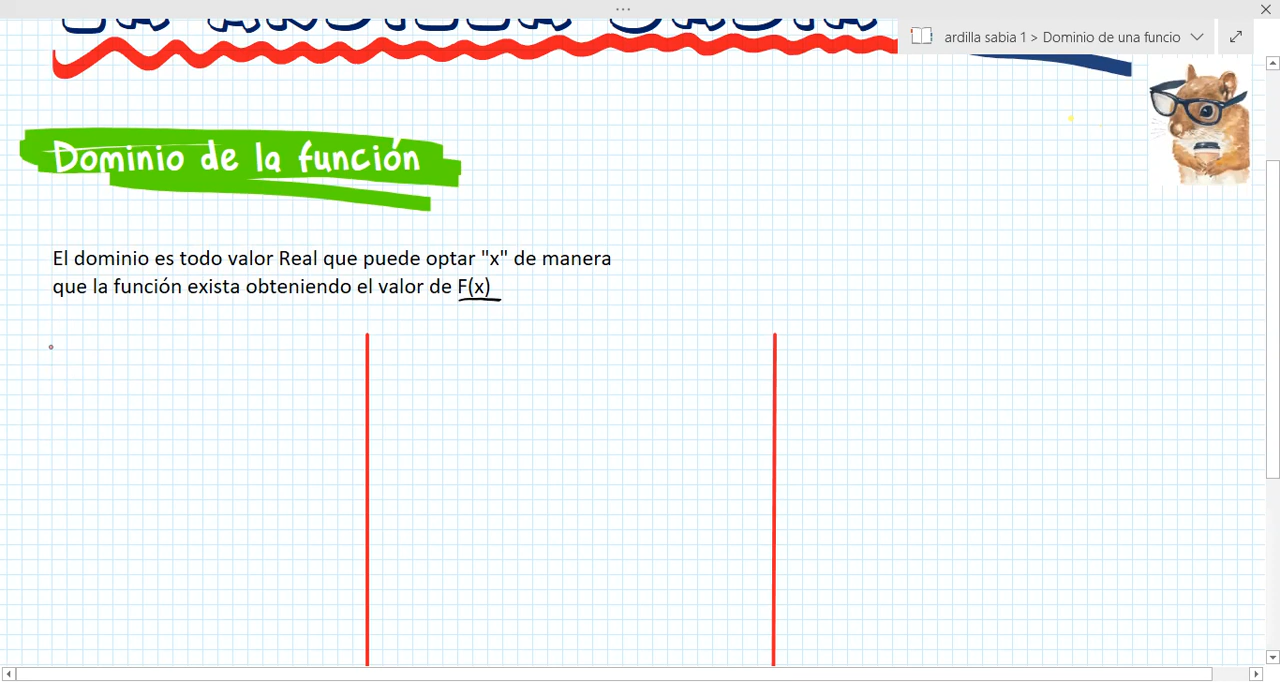 ardilla sabia 1 > Dominio de una funcio
Dominio de la función
El dominio es todo valor Real que puede optar "x" de manera
que la función exista obteniendo el valor de F(x)